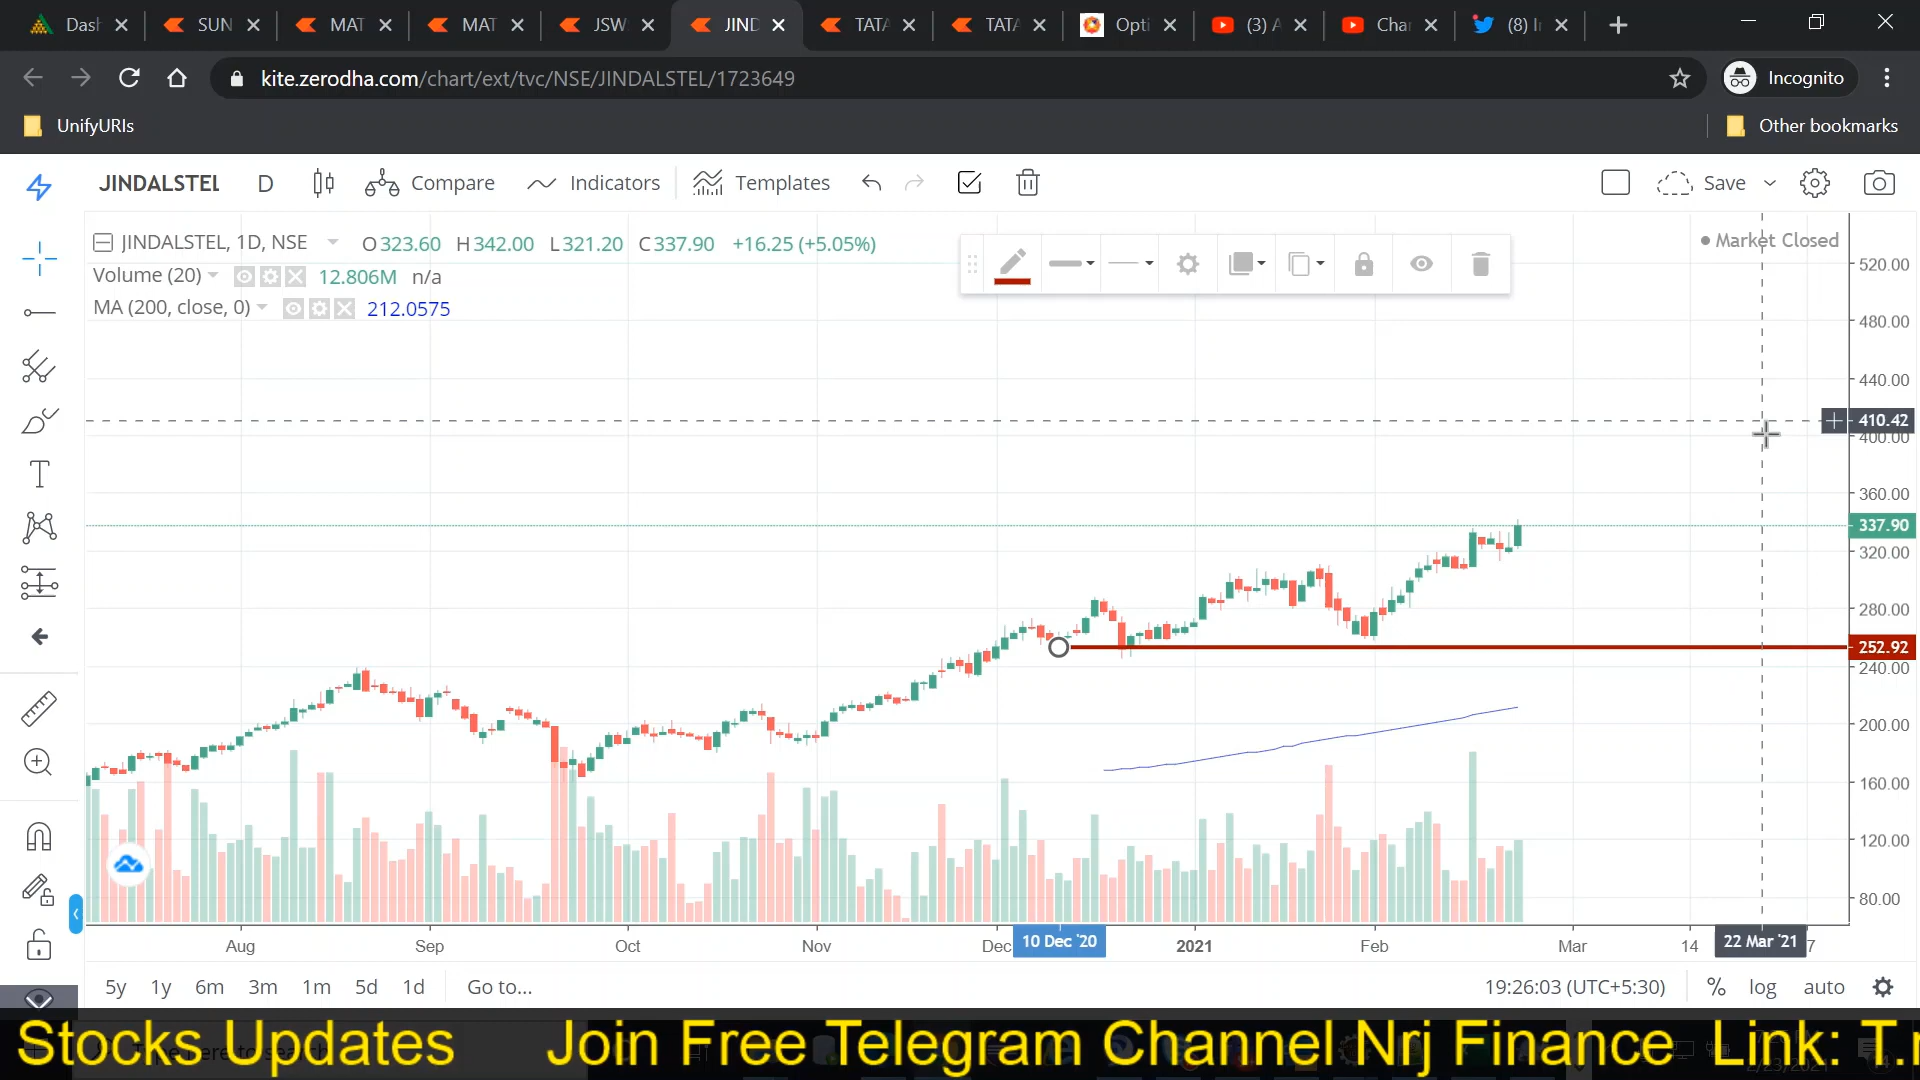 Dash SUN MAT MAT JSW JIND TATA TATA Opti (3) A Char (8) I
kite.zerodha.com/chart/ext/tvc/NSE/JINDALSTEL/1723649 Incognito
UnifyURIs Other bookmarks
JINDALSTEL D Compare Indicators Templates Save
JINDALSTEL, 1D, NSE O323.60 H342.00 L321.20 C337.90 +16.25 (+5.05%) Market Closed
Volume (20) 12.806M n/a
MA (200, close, 0) 212.0575
520.00
480.00
440.00
410.42
400.00
360.00
337.90
320.00
280.00
252.92
240.00
200.00
160.00
120.00
80.00
Aug Sep Oct Nov Dec 10 Dec '20 2021 Feb Mar 14 22 Mar '21 7
5y 1y 6m 3m 1m 5d 1d Go to... 19:26:03 (UTC+5:30) % log auto
Stocks Updates Join Free Telegram Channel Nrj Finance Link: T.